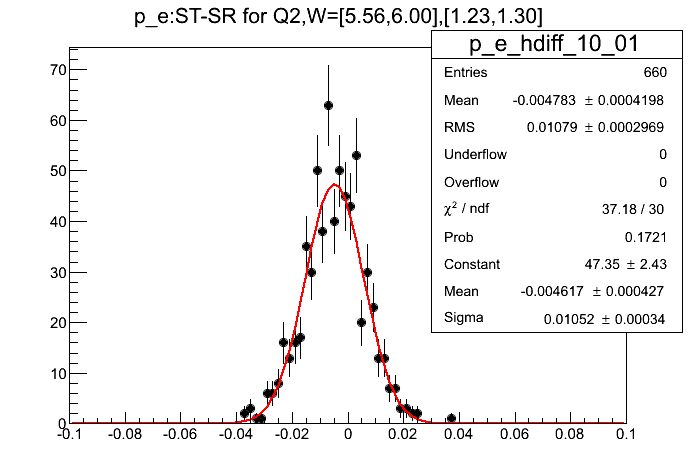 p_e:ST-SR for Q2,W=[5.56,6.00],[1.23,1.30]
p_e_hdiff_10_01
Entries 660
Mean -0.004783 ± 0.0004198
RMS 0.01079 ± 0.0002969
Underflow 0
Overflow 0
χ² / ndf 37.18 / 30
Prob 0.1721
Constant 47.35 ± 2.43
Mean -0.004617 ± 0.000427
Sigma 0.01052 ± 0.00034
70
60
50
40
30
20
10
0
-0.1 -0.08 -0.06 -0.04 -0.02 0 0.02 0.04 0.06 0.08 0.1